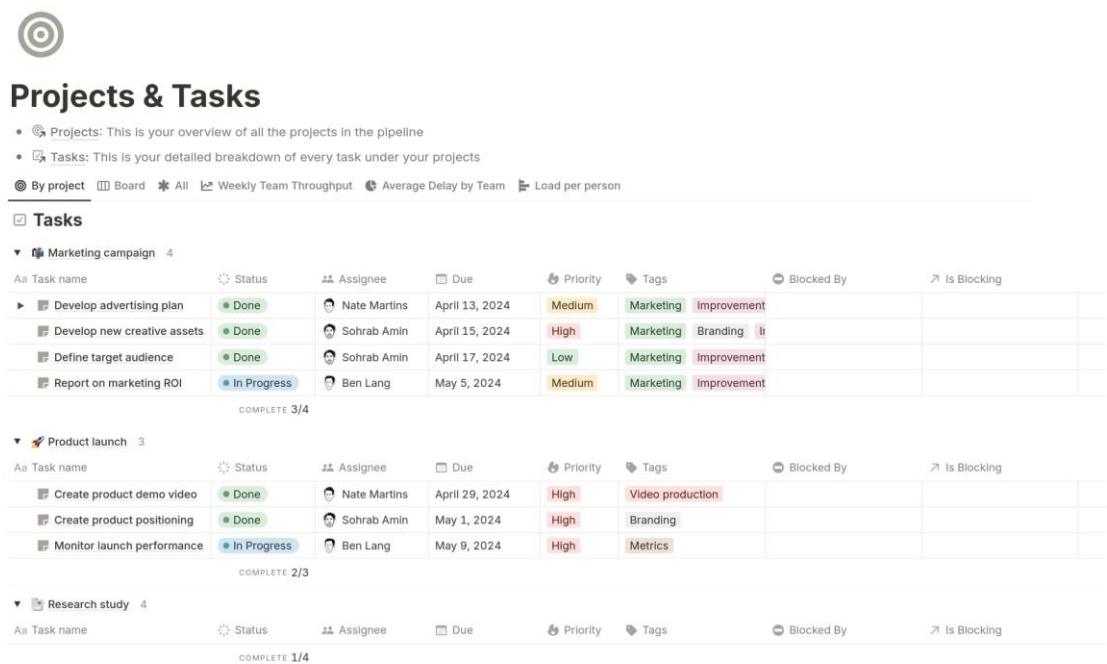 Projects & Tasks
Projects: This is your overview of all the projects in the pipeline
Tasks: This is your detailed breakdown of every task under your projects
By project Board All Weekly Team Throughput Average Delay by Team Load per person
Tasks
Marketing campaign 4
Aa Task name Status Assignee Due Priority Tags Blocked By Is Blocking
Develop advertising plan Done Nate Martins April 13, 2024 Medium Marketing Improvement
Develop new creative assets Done Sohrab Amin April 15, 2024 High Marketing Branding
Define target audience Done Sohrab Amin April 17, 2024 Low Marketing Improvement
Report on marketing ROI In Progress Ben Lang May 5, 2024 Medium Marketing Improvement
COMPLETE 3/4
Product launch 3
Aa Task name Status Assignee Due Priority Tags Blocked By Is Blocking
Create product demo video Done Nate Martins April 29, 2024 High Video production
Create product positioning Done Sohrab Amin May 1, 2024 High Branding
Monitor launch performance In Progress Ben Lang May 9, 2024 High Metrics
COMPLETE 2/3
Research study 4
Aa Task name Status Assignee Due Priority Tags Blocked By Is Blocking
COMPLETE 1/4